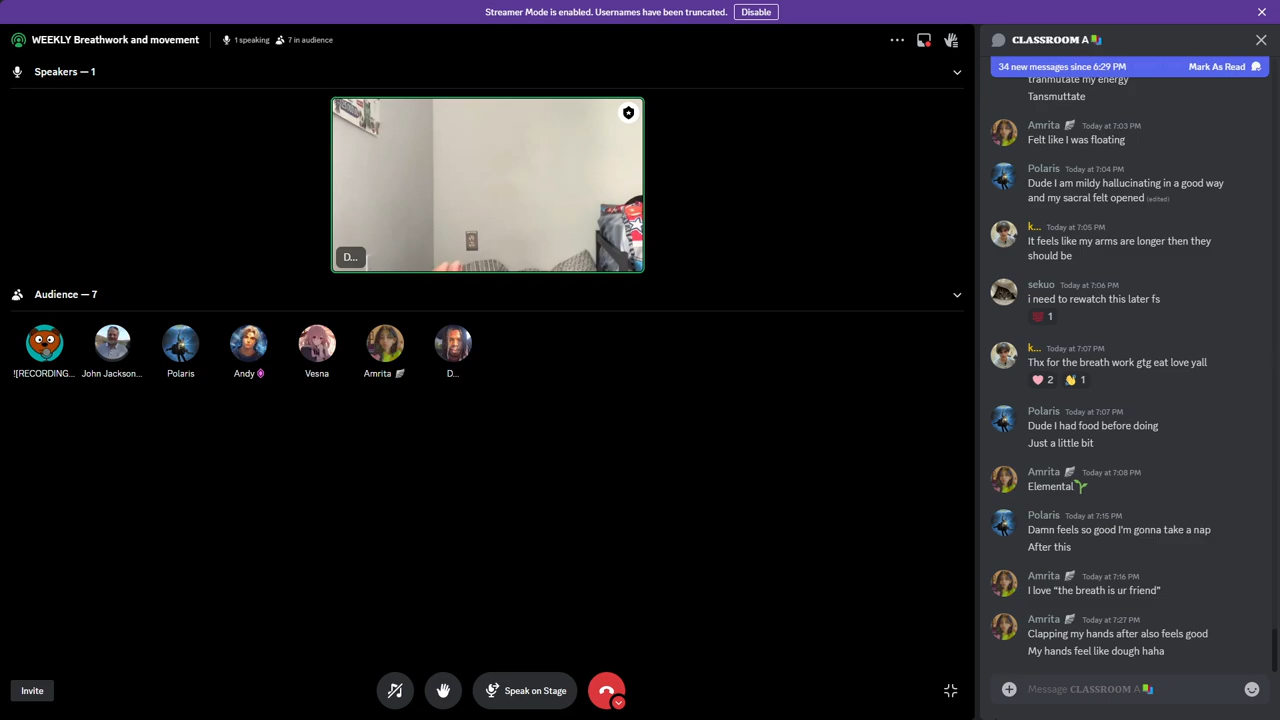 Streamer Mode is enabled. Usernames have been truncated. Disable
WEEKLY Breathwork and movement
1 speaking
7 in audience
Speakers — 1
D...
Audience — 7
![RECORDING...
John Jackson...
Polaris
Andy
Vesna
Amrita
D...
Invite
Speak on Stage
CLASSROOM A
34 new messages since 6:29 PM
Mark As Read
tranmutate my energy
Tansmuttate
Amrita Today at 7:03 PM
Felt like I was floating
Polaris Today at 7:04 PM
Dude I am mildy hallucinating in a good way
and my sacral felt opened (edited)
k... Today at 7:05 PM
It feels like my arms are longer then they
should be
sekuo Today at 7:06 PM
i need to rewatch this later fs
1
k... Today at 7:07 PM
Thx for the breath work gtg eat love yall
2 1
Polaris Today at 7:07 PM
Dude I had food before doing
Just a little bit
Amrita Today at 7:08 PM
Elemental🌱
Polaris Today at 7:15 PM
Damn feels so good I'm gonna take a nap
After this
Amrita Today at 7:16 PM
I love “the breath is ur friend”
Amrita Today at 7:27 PM
Clapping my hands after also feels good
My hands feel like dough haha
Message CLASSROOM A